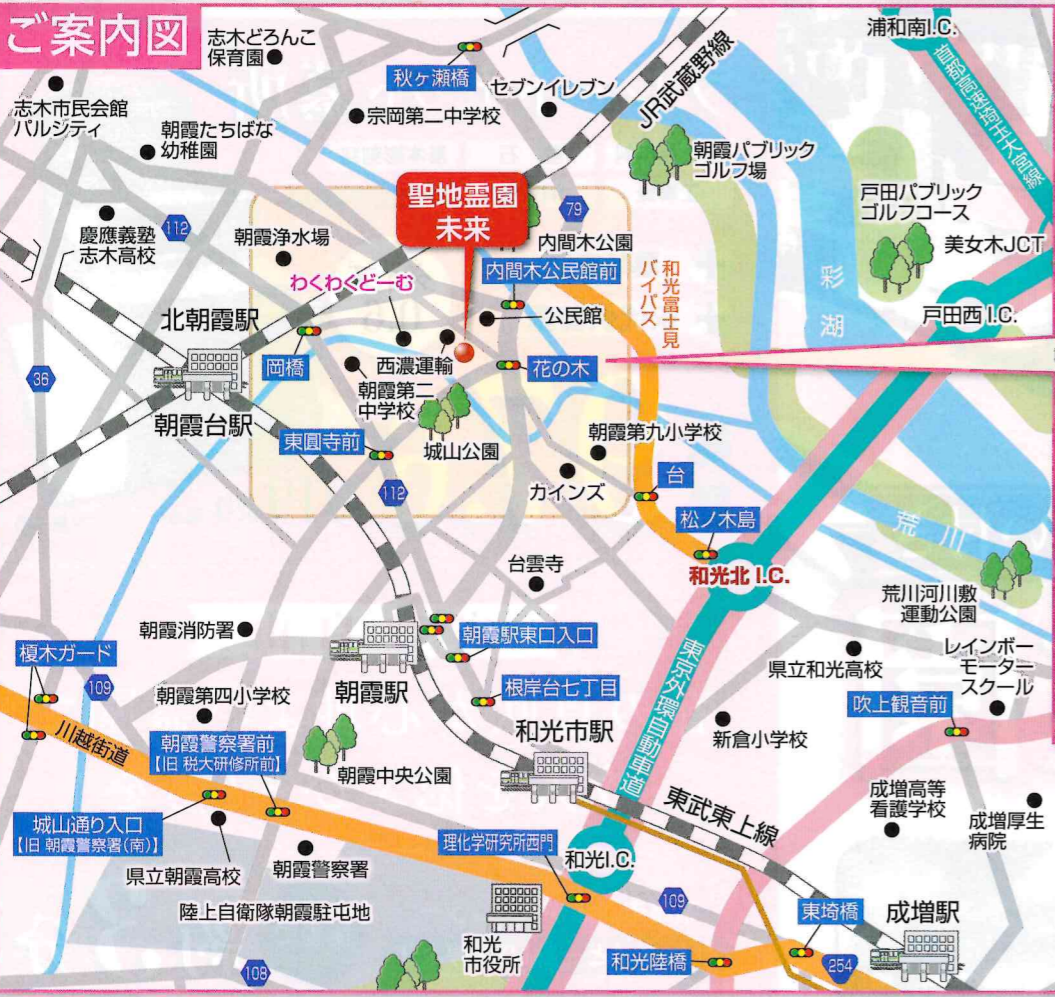 ご案内図
志木どろんこ
保育園
秋ヶ瀬橋
セブンイレブン
JR武蔵野線
浦和南I.C.
首都高速埼玉大宮線
志木市民会館
パルシティ
朝霞たちばな
幼稚園
宗岡第二中学校
朝霞パブリック
ゴルフ場
戸田パブリック
ゴルフコース
美女木JCT
聖地霊園
未来
79
慶應義塾
志木高校
112
朝霞浄水場
内間木公園
わくわくどーむ
内間木公民館前
和光富士見
バイパス
彩湖
戸田西I.C.
北朝霞駅
岡橋
公民館
西濃運輸
花の木
36
朝霞第二
中学校
朝霞台駅
東圓寺前
城山公園
朝霞第九小学校
カインズ
台
112
松ノ木島
荒川
和光北I.C.
台雲寺
荒川河川敷
運動公園
朝霞消防署
朝霞駅東口入口
県立和光高校
レインボー
モーター
スクール
榎木ガード
109
朝霞駅
根岸台七丁目
東京外環自動車道
吹上観音前
朝霞第四小学校
川越街道
朝霞警察署前
【旧 税大研修所前】
和光市駅
新倉小学校
朝霞中央公園
東武東上線
成増高等
看護学校
成増厚生
病院
城山通り入口
【旧 朝霞警察署(南)】
理化学研究所西門
和光I.C.
県立朝霞高校
朝霞警察署
陸上自衛隊朝霞駐屯地
109
東埼橋
成増駅
和光
市役所
和光陸橋
254
108